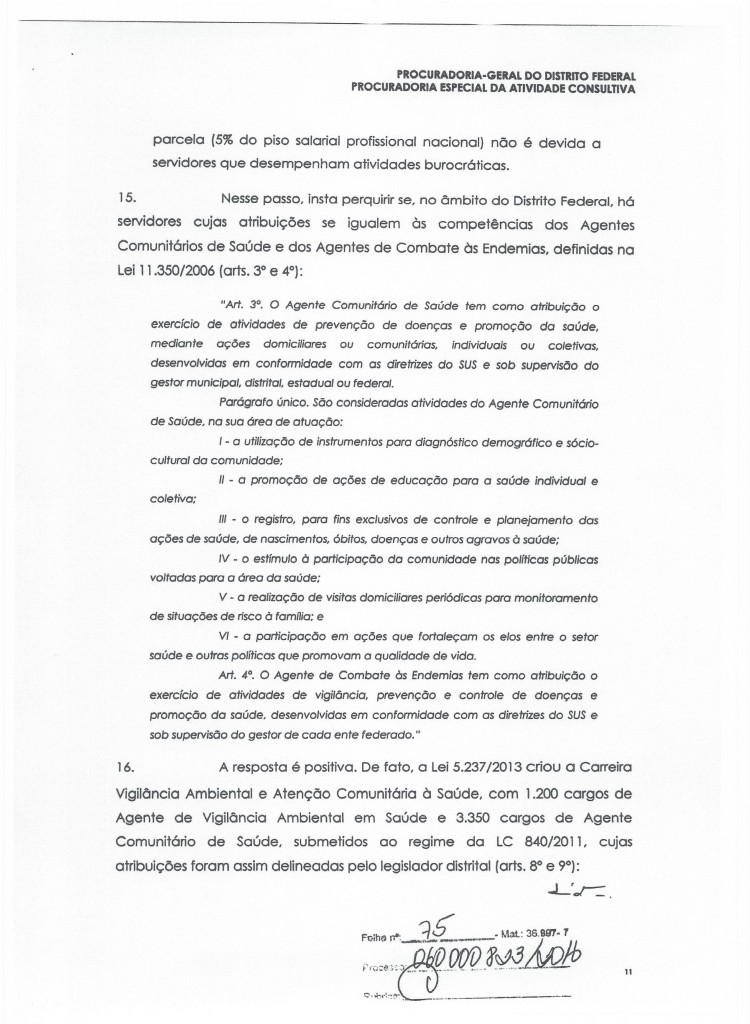 PROCURADORIA-GERAL DO DISTRITO FEDERAL
PROCURADORIA ESPECIAL DA ATIVIDADE CONSULTIVA
parcela (5% do piso salarial profissional nacional) não é devida a
servidores que desempenham atividades burocráticas.
15. Nesse passo, insta perquirir se, no âmbito do Distrito Federal, há
servidores cujas atribuições se igualem às competências dos Agentes
Comunitários de Saúde e dos Agentes de Combate às Endemias, definidas na
Lei 11.350/2006 (arts. 3º e 4º):
"Art. 3º. O Agente Comunitário de Saúde tem como atribuição o
exercício de atividades de prevenção de doenças e promoção da saúde,
mediante ações domiciliares ou comunitárias, individuais ou coletivas,
desenvolvidas em conformidade com as diretrizes do SUS e sob supervisão do
gestor municipal, distrital, estadual ou federal.
Parágrafo único. São consideradas atividades do Agente Comunitário
de Saúde, na sua área de atuação:
I - a utilização de instrumentos para diagnóstico demográfico e sócio-
cultural da comunidade;
II - a promoção de ações de educação para a saúde individual e
coletiva;
III - o registro, para fins exclusivos de controle e planejamento das
ações de saúde, de nascimentos, óbitos, doenças e outros agravos à saúde;
IV - o estímulo à participação da comunidade nas políticas públicas
voltadas para a área da saúde;
V - a realização de visitas domiciliares periódicas para monitoramento
de situações de risco à família; e
VI - a participação em ações que fortaleçam os elos entre o setor
saúde e outras políticas que promovam a qualidade de vida.
Art. 4º. O Agente de Combate às Endemias tem como atribuição o
exercício de atividades de vigilância, prevenção e controle de doenças e
promoção da saúde, desenvolvidas em conformidade com as diretrizes do SUS e
sob supervisão do gestor de cada ente federado."
16. A resposta é positiva. De fato, a Lei 5.237/2013 criou a Carreira
Vigilância Ambiental e Atenção Comunitária à Saúde, com 1.200 cargos de
Agente de Vigilância Ambiental em Saúde e 3.350 cargos de Agente
Comunitário de Saúde, submetidos ao regime da LC 840/2011, cujas
atribuições foram assim delineadas pelo legislador distrital (arts. 8º e 9º):
Folha nº: 75 - Mat.: 36.997-7
Processo:
11
Rubrica: